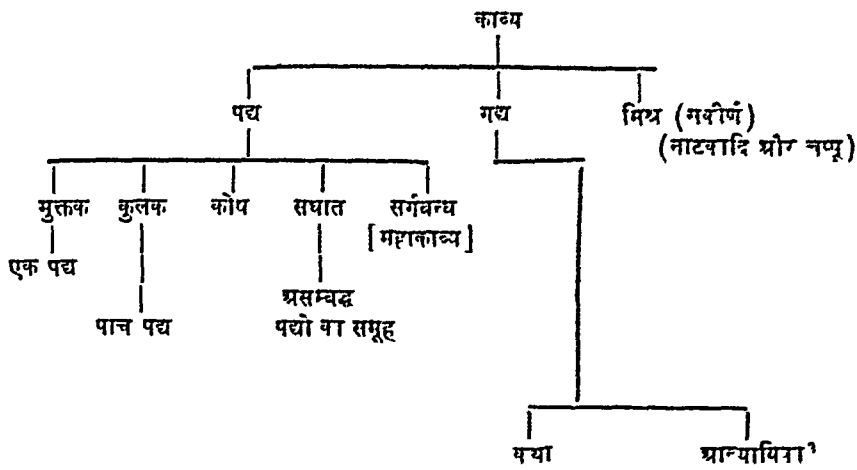 काव्य
पद्य गद्य मिश्र (सकीर्ण)
(नाटकादि और चम्पू)
मुक्तक कुलक कोप सघात सर्गबन्ध
[महाकाव्य]
एक पद्य
असम्बद्ध
पाच पद्य पद्यो का समूह
कथा आख्यायिका¹